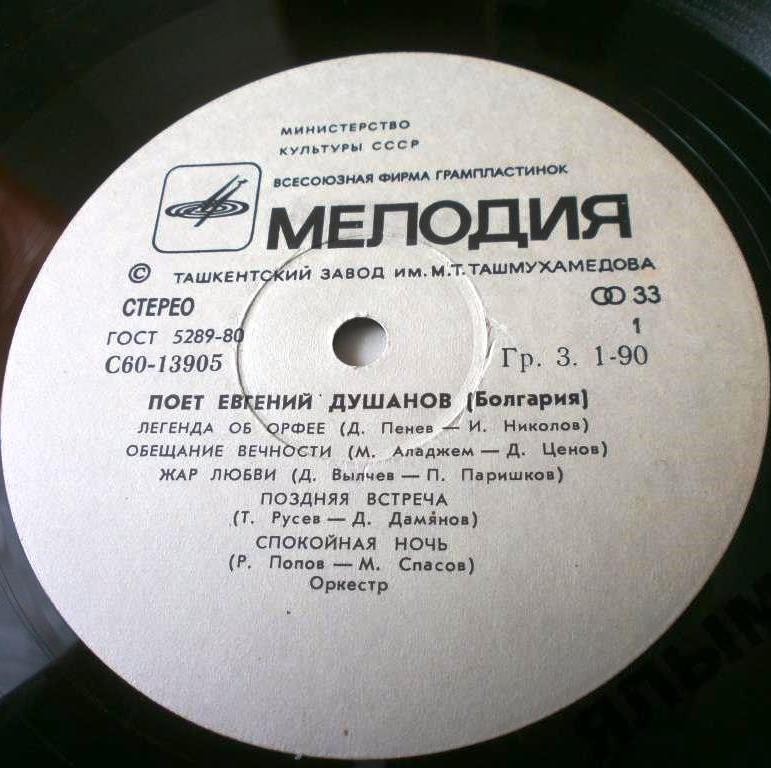 МИНИСТЕРСТВО
КУЛЬТУРЫ СССР
ВСЕСОЮЗНАЯ ФИРМА ГРАМПЛАСТИНОК
МЕЛОДИЯ
© ТАШКЕНТСКИЙ ЗАВОД ИМ. М.Т. ТАШМУХАМЕДОВА
СТЕРЕО
33
ГОСТ 5289-80
1
С60-13905
Гр. 3. 1-90
ПОЕТ ЕВГЕНИЙ ДУШАНОВ (Болгария)
ЛЕГЕНДА ОБ ОРФЕЕ (Д. Пенев — И. Николов)
ОБЕЩАНИЕ ВЕЧНОСТИ (М. Аладжем — Д. Ценов)
ЖАР ЛЮБВИ (Д. Вылчев — П. Паришков)
ПОЗДНЯЯ ВСТРЕЧА
(Т. Русев — Д. Дамянов)
СПОКОЙНАЯ НОЧЬ
(Р. Попов — М. Спасов)
Оркестр